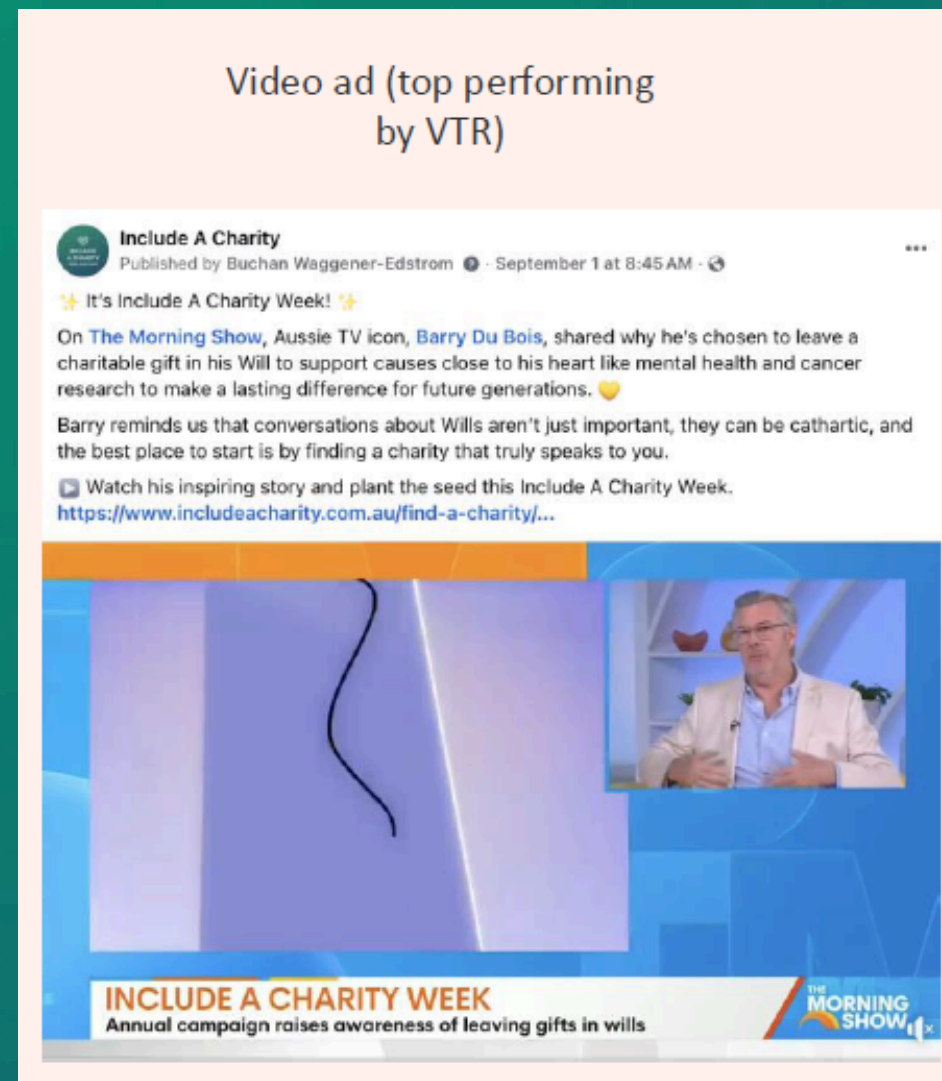 Video ad (top performing
by VTR)
Include A Charity
Published by Buchan Waggener-Edstrom · September 1 at 8:45 AM ·
✨ It's Include A Charity Week! ✨
On The Morning Show, Aussie TV icon, Barry Du Bois, shared why he's chosen to leave a
charitable gift in his Will to support causes close to his heart like mental health and cancer
research to make a lasting difference for future generations. 💛
Barry reminds us that conversations about Wills aren't just important, they can be cathartic, and
the best place to start is by finding a charity that truly speaks to you.
▶️ Watch his inspiring story and plant the seed this Include A Charity Week.
https://www.includeacharity.com.au/find-a-charity/...
INCLUDE A CHARITY WEEK
Annual campaign raises awareness of leaving gifts in wills
THE
MORNING
SHOW